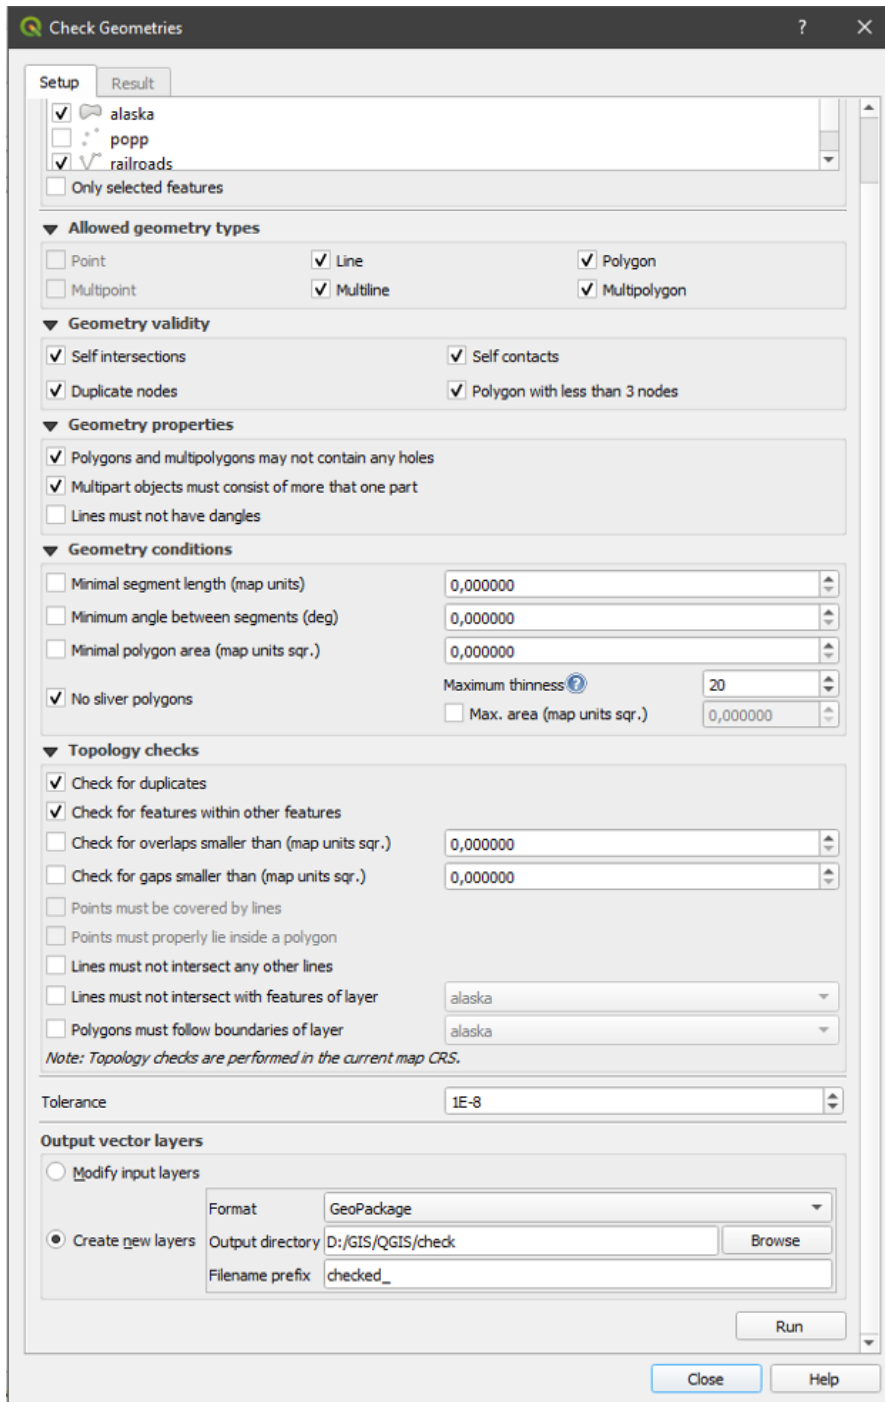 Check Geometries ? ×
Setup Result
alaska
popp
railroads
Only selected features
Allowed geometry types
Point Line Polygon
Multipoint Multiline Multipolygon
Geometry validity
Self intersections Self contacts
Duplicate nodes Polygon with less than 3 nodes
Geometry properties
Polygons and multipolygons may not contain any holes
Multipart objects must consist of more that one part
Lines must not have dangles
Geometry conditions
Minimal segment length (map units) 0,000000
Minimum angle between segments (deg) 0,000000
Minimal polygon area (map units sqr.) 0,000000
Maximum thinness ? 20
No sliver polygons
Max. area (map units sqr.) 0,000000
Topology checks
Check for duplicates
Check for features within other features
Check for overlaps smaller than (map units sqr.) 0,000000
Check for gaps smaller than (map units sqr.) 0,000000
Points must be covered by lines
Points must properly lie inside a polygon
Lines must not intersect any other lines
Lines must not intersect with features of layer alaska
Polygons must follow boundaries of layer alaska
Note: Topology checks are performed in the current map CRS.
Tolerance 1E-8
Output vector layers
Modify input layers
Format GeoPackage
Create new layers Output directory D:/GIS/QGIS/check Browse
Filename prefix checked_
Run
Close Help